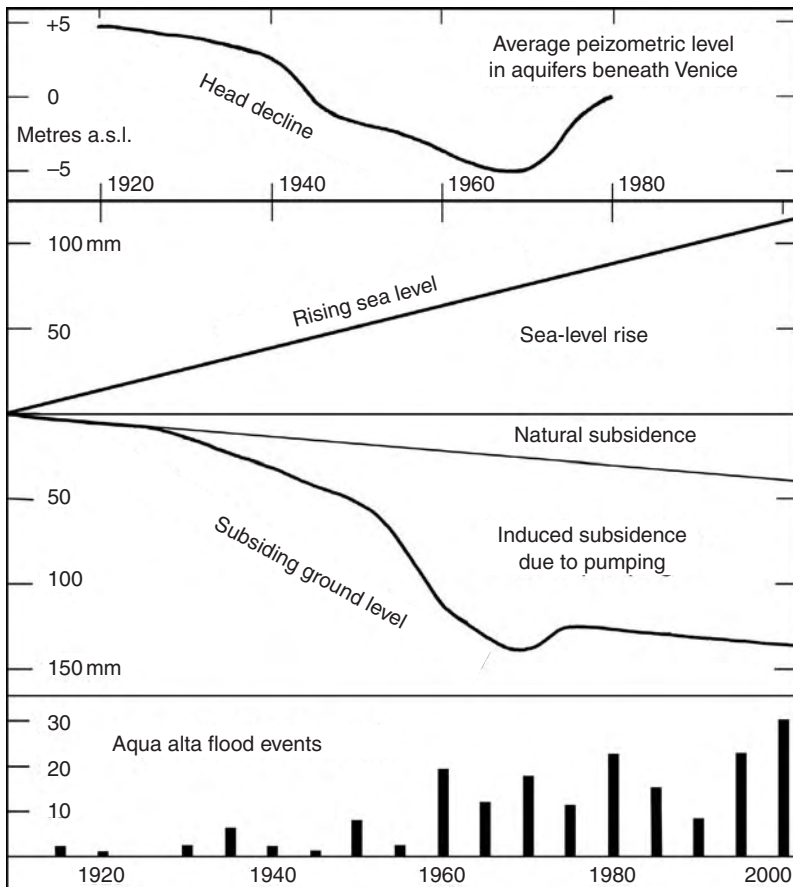 +5
Average peizometric level
in aquifers beneath Venice
0
Head decline
Metres a.s.l.
−5
1920 1940 1960 1980
100 mm
Rising sea level
50
Sea-level rise
Natural subsidence
50
Induced subsidence
due to pumping
Subsiding ground level
100
150 mm
30
Aqua alta flood events
20
10
1920 1940 1960 1980 2000